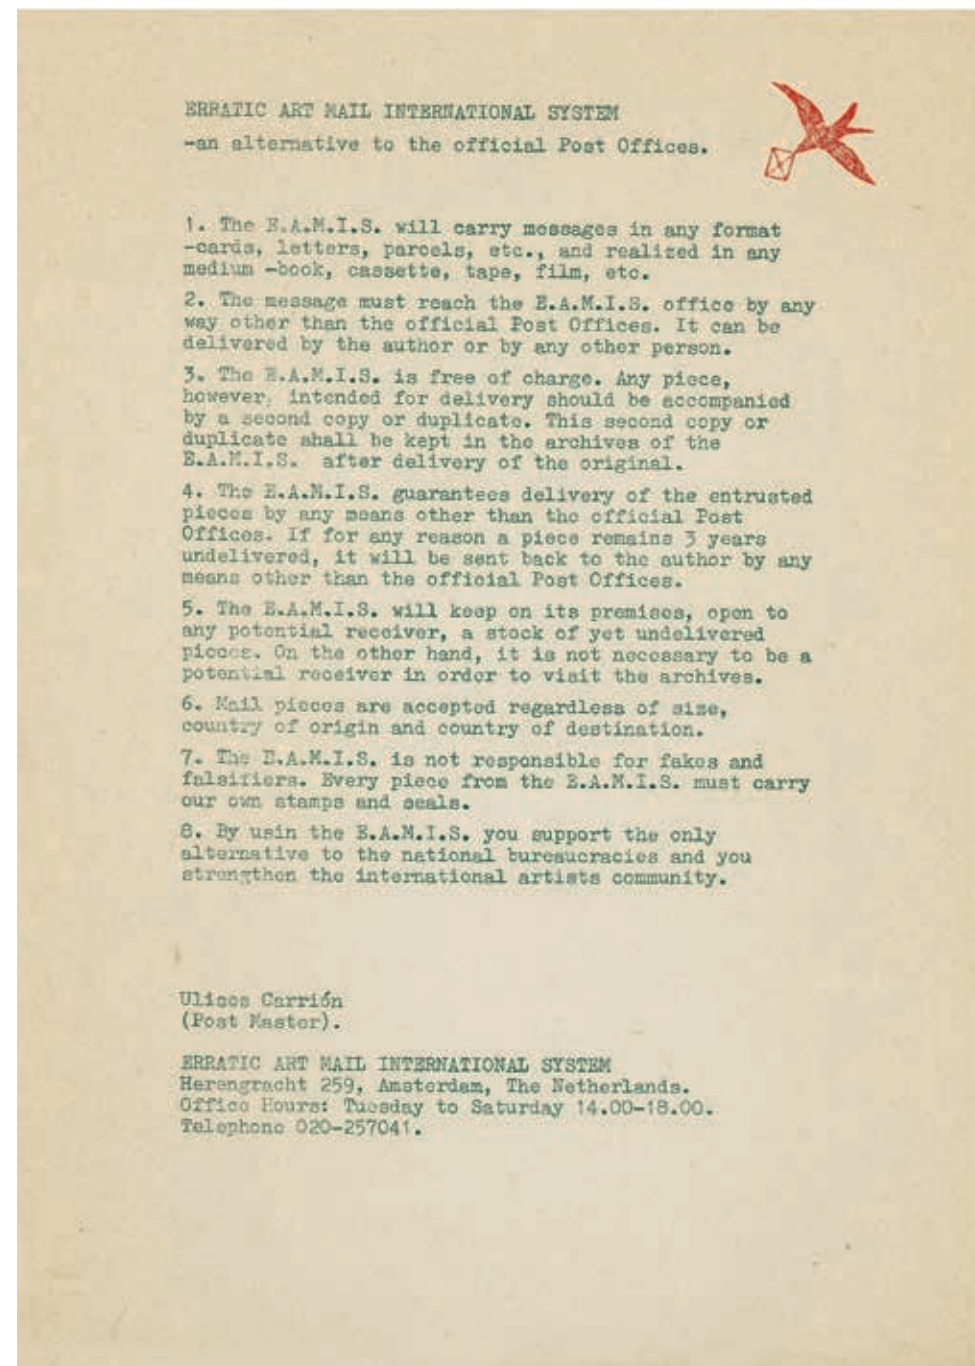 ERRATIC ART MAIL INTERNATIONAL SYSTEM
-an alternative to the official Post Offices.
1. The E.A.M.I.S. will carry messages in any format
-cards, letters, parcels, etc., and realized in any
medium -book, cassette, tape, film, etc.
2. The message must reach the E.A.M.I.S. office by any
way other than the official Post Offices. It can be
delivered by the author or by any other person.
3. The E.A.M.I.S. is free of charge. Any piece,
however, intended for delivery should be accompanied
by a second copy or duplicate. This second copy or
duplicate shall be kept in the archives of the
E.A.M.I.S. after delivery of the original.
4. The E.A.M.I.S. guarantees delivery of the entrusted
pieces by any means other than the official Post
Offices. If for any reason a piece remains 3 years
undelivered, it will be sent back to the author by any
means other than the official Post Offices.
5. The E.A.M.I.S. will keep on its premises, open to
any potential receiver, a stock of yet undelivered
pieces. On the other hand, it is not necessary to be a
potential receiver in order to visit the archives.
6. Mail pieces are accepted regardless of size,
country of origin and country of destination.
7. The E.A.M.I.S. is not responsible for fakes and
falsifiers. Every piece from the E.A.M.I.S. must carry
our own stamps and seals.
8. By usin the E.A.M.I.S. you support the only
alternative to the national bureaucracies and you
strengthen the international artists community.
Ulises Carrión
(Post Master).
ERRATIC ART MAIL INTERNATIONAL SYSTEM
Herengracht 259, Amsterdam, The Netherlands.
Office Hours: Tuesday to Saturday 14.00-18.00.
Telephone 020-257041.